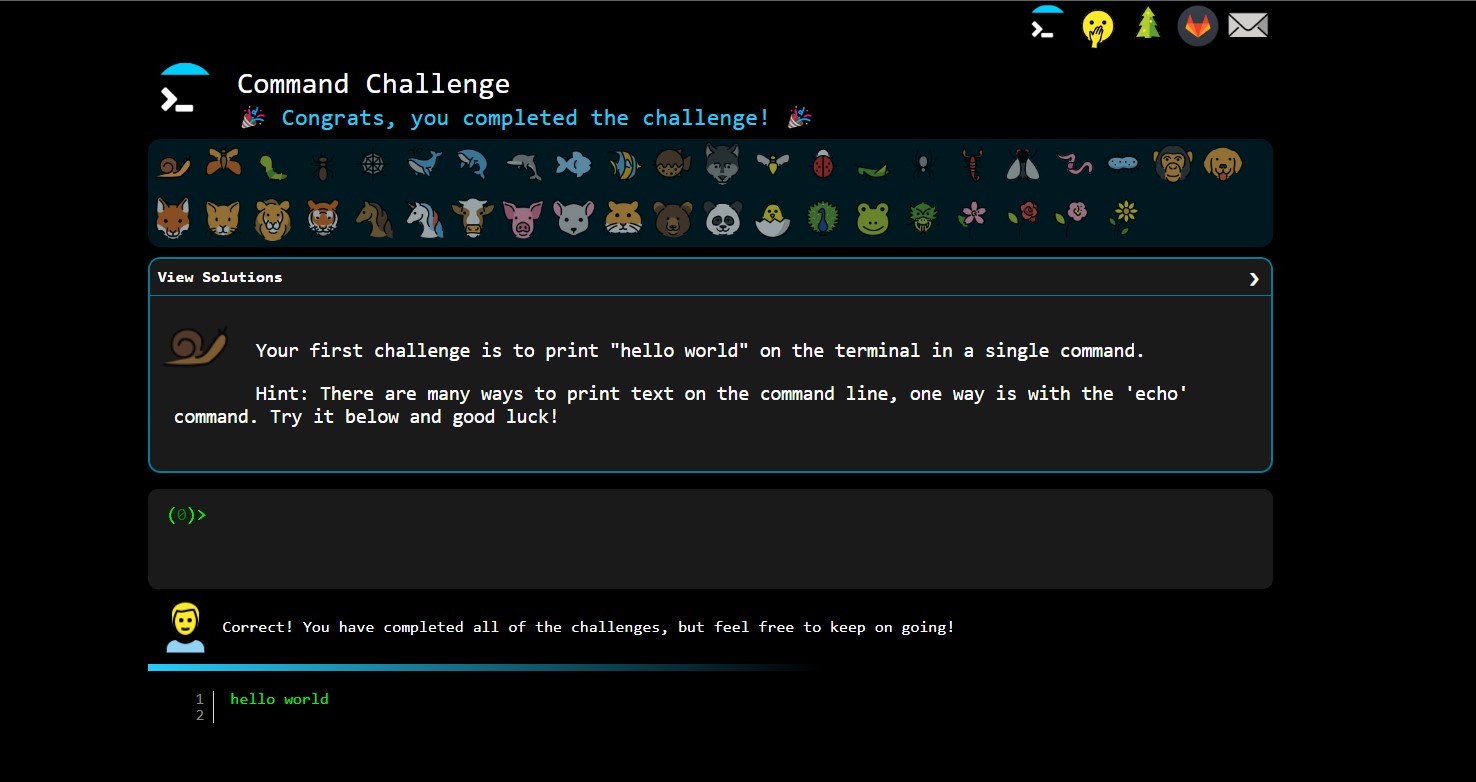 Command Challenge
Congrats, you completed the challenge!
View Solutions
Your first challenge is to print "hello world" on the terminal in a single command.
Hint: There are many ways to print text on the command line, one way is with the 'echo'
command. Try it below and good luck!
(0)>
Correct! You have completed all of the challenges, but feel free to keep on going!
1 hello world
2